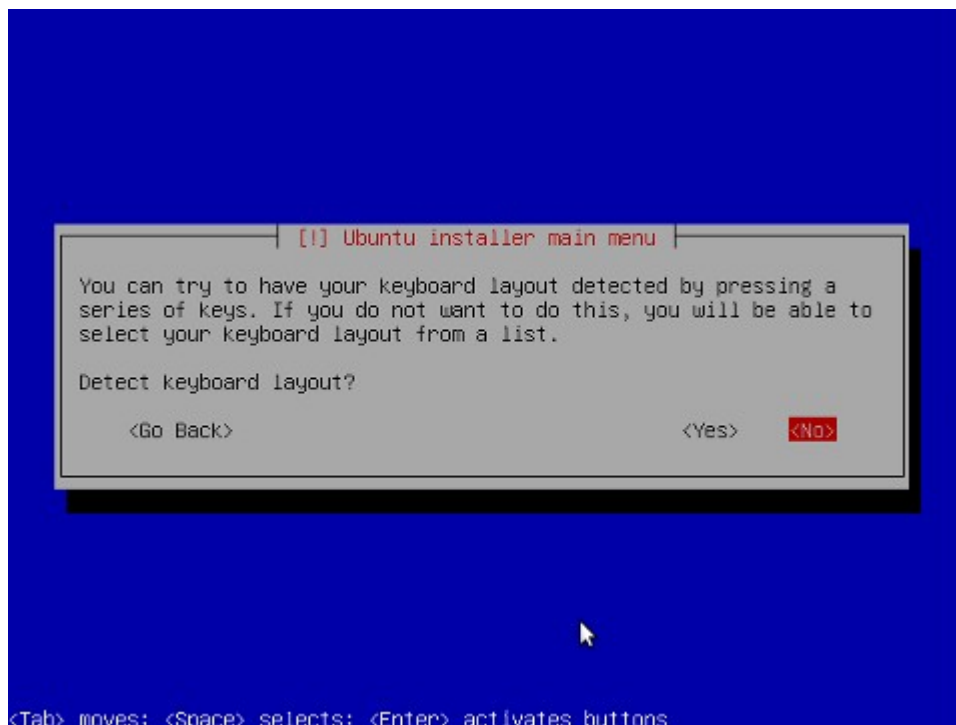 [!] Ubuntu installer main menu
You can try to have your keyboard layout detected by pressing a
series of keys. If you do not want to do this, you will be able to
select your keyboard layout from a list.
Detect keyboard layout?
<Go Back> <Yes> <No>
<Tab> moves; <Space> selects; <Enter> activates buttons